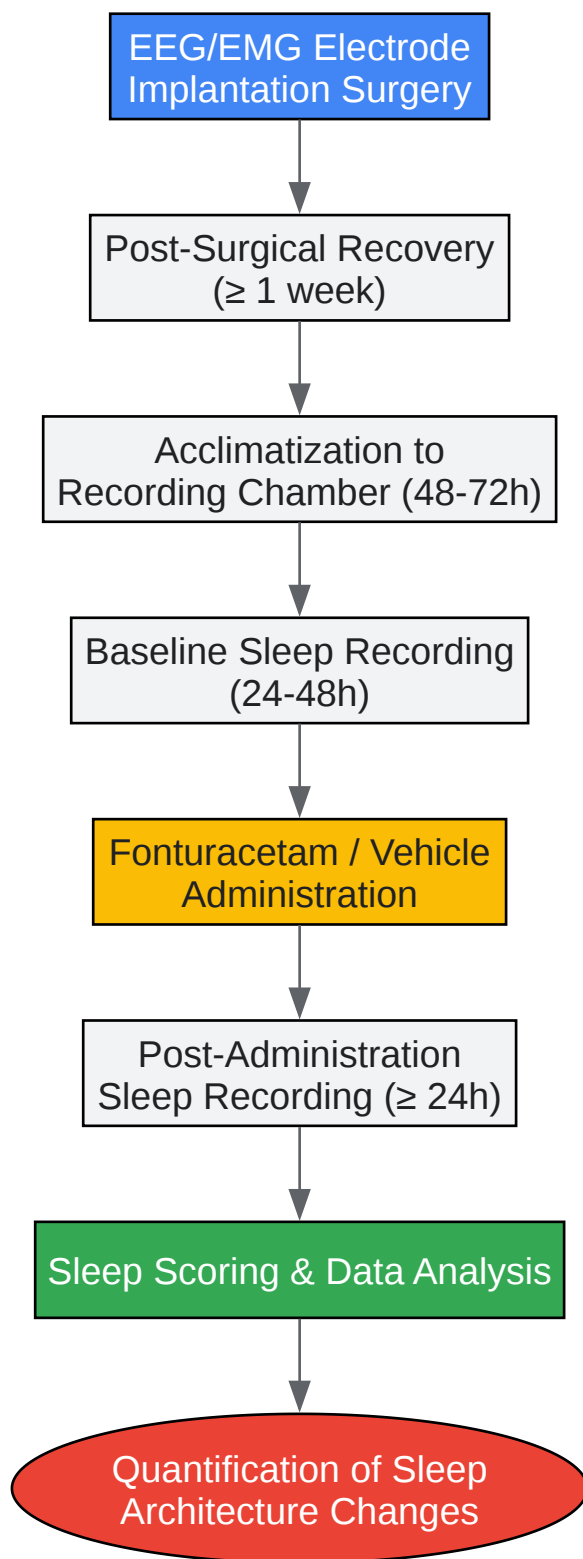 EEG/EMG Electrode
Implantation Surgery
Post-Surgical Recovery
(≥ 1 week)
Acclimatization to
Recording Chamber (48-72h)
Baseline Sleep Recording
(24-48h)
Fonturacetam / Vehicle
Administration
Post-Administration
Sleep Recording (≥ 24h)
Sleep Scoring & Data Analysis
Quantification of Sleep
Architecture Changes